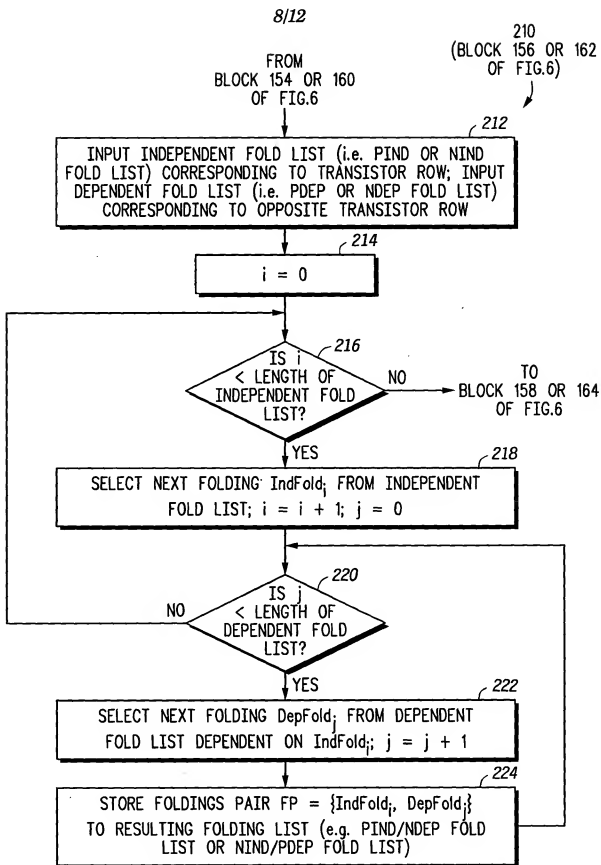 8/12
210
(BLOCK 156 OR 162
OF FIG.6)
FROM
BLOCK 154 OR 160
OF FIG.6
212
INPUT INDEPENDENT FOLD LIST (i.e. PIND OR NIND
FOLD LIST) CORRESPONDING TO TRANSISTOR ROW; INPUT
DEPENDENT FOLD LIST (i.e. PDEP OR NDEP FOLD LIST)
CORRESPONDING TO OPPOSITE TRANSISTOR ROW
214
i = 0
216
IS i
< LENGTH OF
INDEPENDENT FOLD
LIST?
NO
TO
BLOCK 158 OR 164
OF FIG.6
YES
218
SELECT NEXT FOLDING IndFoldi FROM INDEPENDENT
FOLD LIST; i = i + 1; j = 0
220
IS j
< LENGTH OF
DEPENDENT FOLD
LIST?
NO
YES
222
SELECT NEXT FOLDING DepFoldj FROM DEPENDENT
FOLD LIST DEPENDENT ON IndFoldi; j = j + 1
224
STORE FOLDINGS PAIR FP = {IndFoldi, DepFoldj}
TO RESULTING FOLDING LIST (e.g. PIND/NDEP FOLD
LIST OR NIND/PDEP FOLD LIST)